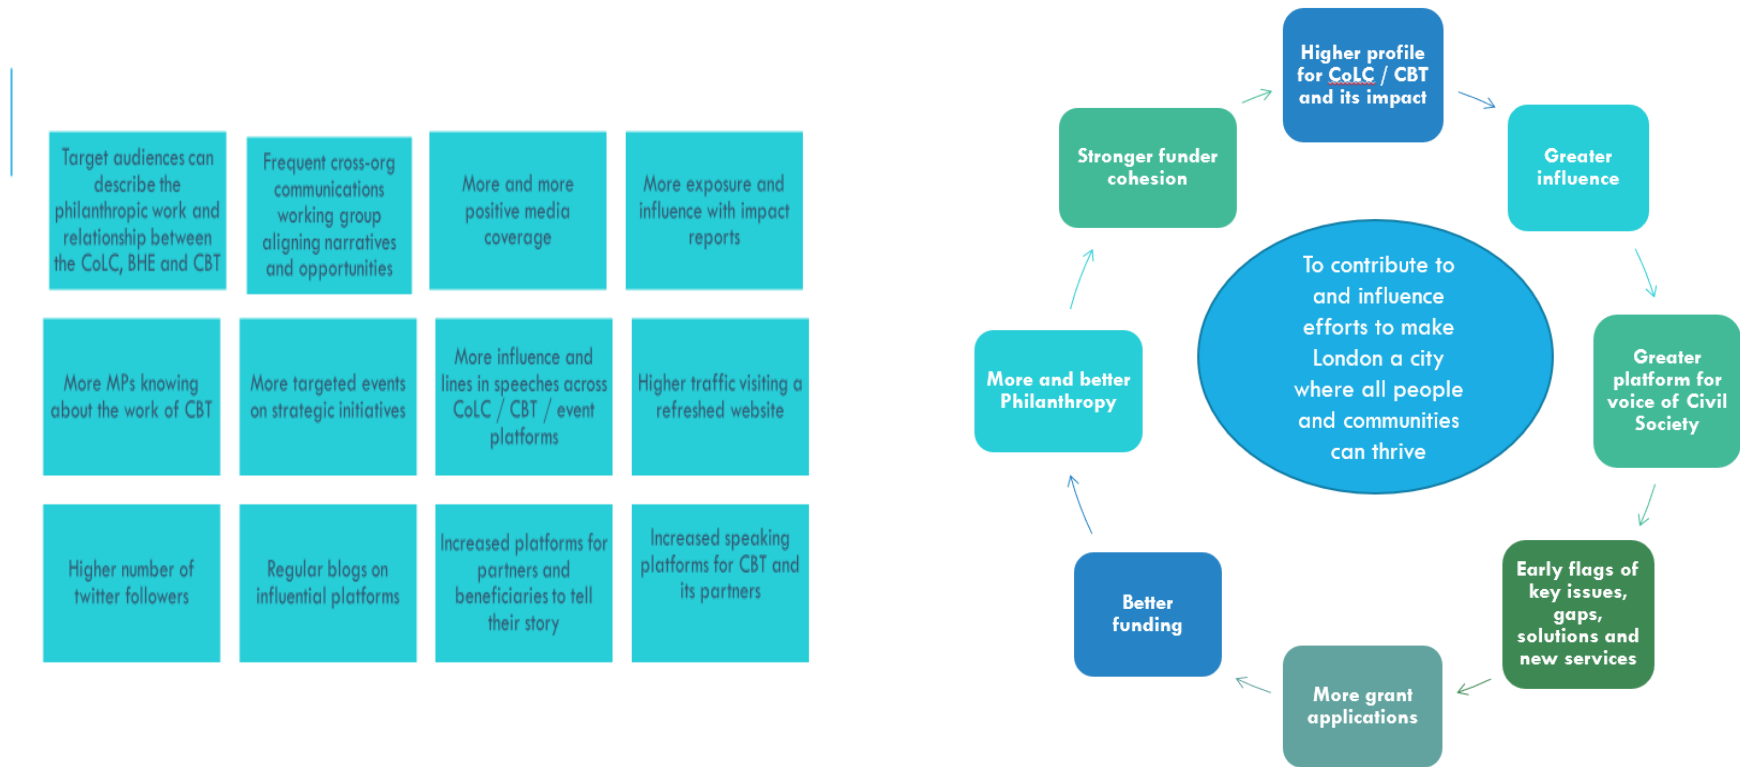 Target audiences can
describe the
philanthropic work and
relationship between
the CoLC, BHE and CBT
Frequent cross-org
communications
working group
aligning narratives
and opportunities
More and more
positive media
coverage
More exposure and
influence with impact
reports
More MPs knowing
about the work of CBT
More targeted events
on strategic initiatives
More influence and
lines in speeches across
CoLC / CBT / event
platforms
Higher traffic visiting a
refreshed website
Higher number of
twitter followers
Regular blogs on
influential platforms
Increased platforms for
partners and
beneficiaries to tell
their story
Increased speaking
platforms for CBT and
its partners
Higher profile
for CoLC / CBT
and its impact
Greater
influence
Greater
platform for
voice of Civil
Society
Early flags of
key issues,
gaps,
solutions and
new services
More grant
applications
Better
funding
More and better
Philanthropy
Stronger funder
cohesion
To contribute to
and influence
efforts to make
London a city
where all people
and communities
can thrive